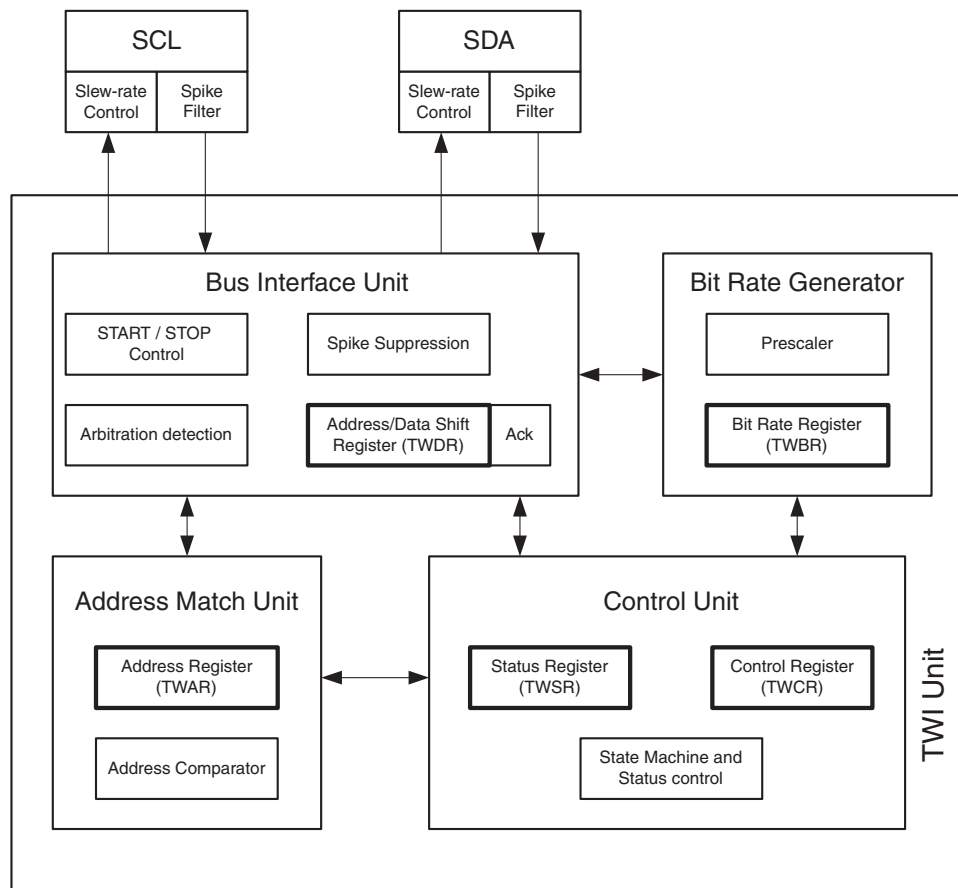 SCL
Slew-rate
Control
Spike
Filter
SDA
Slew-rate
Control
Spike
Filter
Bus Interface Unit
START / STOP
Control
Spike Suppression
Arbitration detection
Address/Data Shift
Register (TWDR)
Ack
Bit Rate Generator
Prescaler
Bit Rate Register
(TWBR)
Address Match Unit
Address Register
(TWAR)
Address Comparator
Control Unit
Status Register
(TWSR)
Control Register
(TWCR)
State Machine and
Status control
TWI Unit